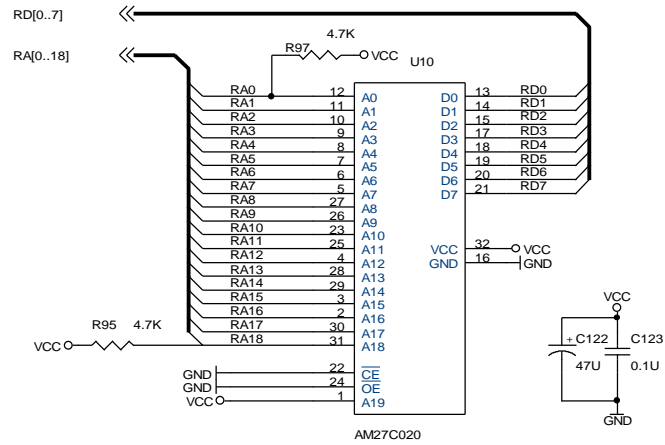 RD[0..7]
RA[0..18]
4.7K
R97
VCC
U10
RA0 12 A0 D0 13 RD0
RA1 11 A1 D1 14 RD1
RA2 10 A2 D2 15 RD2
RA3 9 A3 D3 17 RD3
RA4 8 A4 D4 18 RD4
RA5 7 A5 D5 19 RD5
RA6 6 A6 D6 20 RD6
RA7 5 A7 D7 21 RD7
RA8 27 A8
RA9 26 A9
RA10 23 A10
RA11 25 A11 VCC 32 VCC
RA12 4 A12 GND 16 GND
RA13 28 A13
RA14 29 A14
RA15 3 A15
RA16 2 A16
RA17 30 A17
R95 4.7K
VCC RA18 31 A18
GND 22 CE
GND 24 OE
VCC 1 A19
AM27C020
VCC
+ C122 C123
47U 0.1U
GND